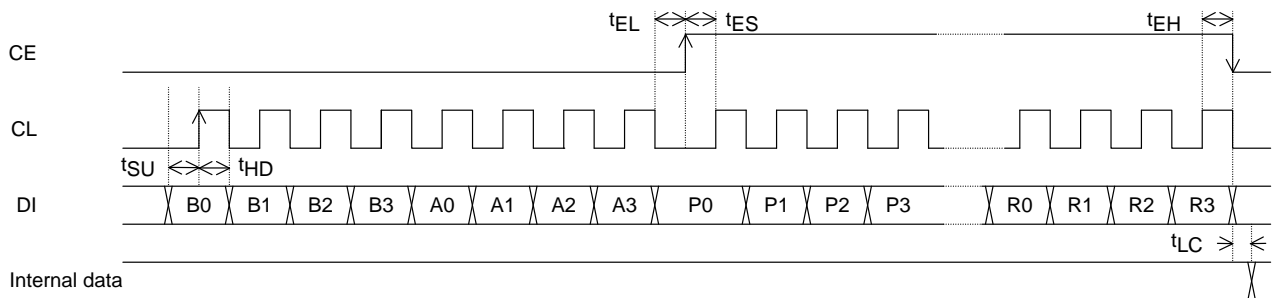 tEL tES tEH
CE
CL
tSU tHD
DI B0 B1 B2 B3 A0 A1 A2 A3 P0 P1 P2 P3 R0 R1 R2 R3
tLC
Internal data